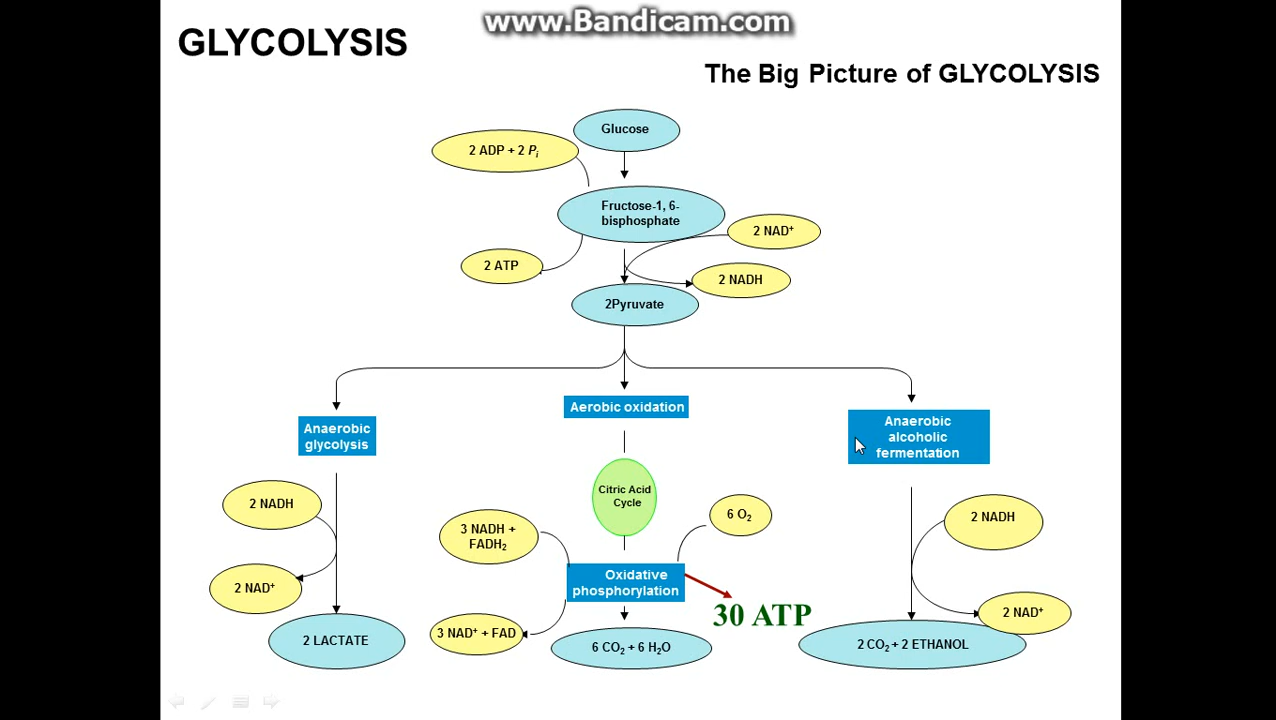 www.Bandicam.com
GLYCOLYSIS
The Big Picture of GLYCOLYSIS
Glucose
2 ADP + 2 Pi
Fructose-1, 6-
bisphosphate
2 NAD⁺
2 ATP
2 NADH
2Pyruvate
Anaerobic
glycolysis
Aerobic oxidation
Anaerobic
alcoholic
fermentation
2 NADH
2 NAD⁺
2 LACTATE
Citric Acid
Cycle
3 NADH +
FADH₂
6 O₂
Oxidative
phosphorylation
30 ATP
3 NAD⁺ + FAD
6 CO₂ + 6 H₂O
2 NADH
2 NAD⁺
2 CO₂ + 2 ETHANOL